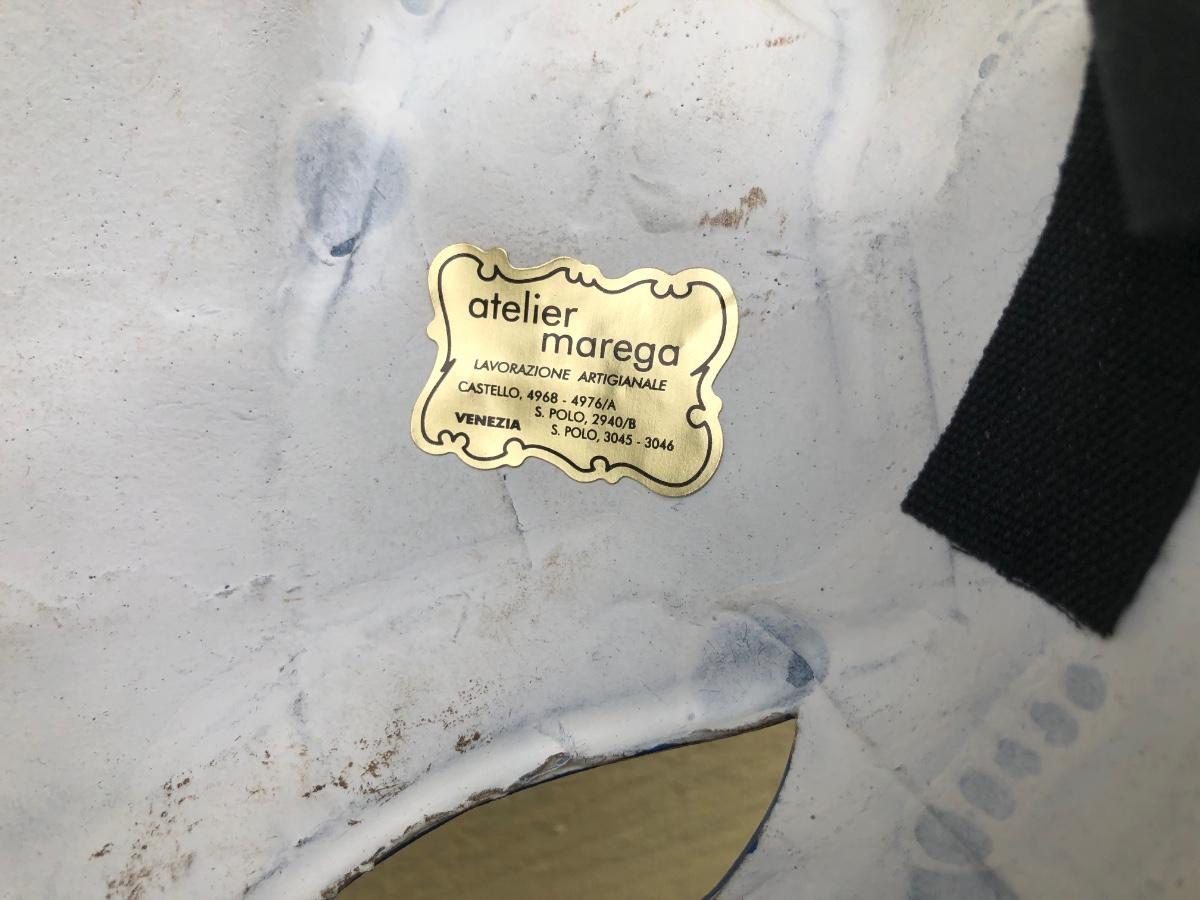 atelier
marega
LAVORAZIONE ARTIGIANALE
CASTELLO, 4968 - 4976/A
S. POLO, 2940/B
VENEZIA S. POLO, 3045 - 3046